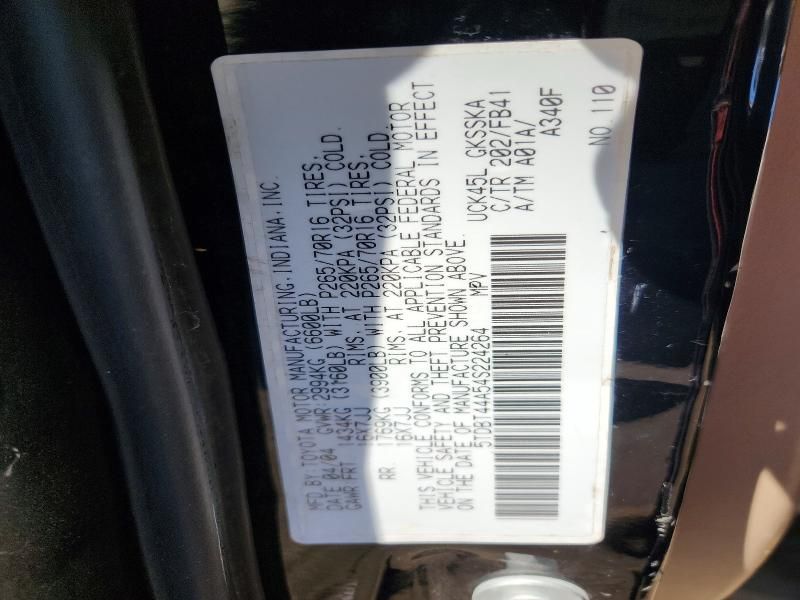 MFD BY:TOYOTA MOTOR MANUFACTURING,INDIANA,INC.
DATE 04/04 GVWR:2994KG (6600LB)
GAWR FRT 1434KG (3160LB) WITH P265/70R16 TIRES,
16X7JJ RIMS, AT 220KPA (32PSI) COLD.
RR. 1769KG (3900LB) WITH P265/70R16 TIRES,
16X7JJ RIMS, AT 220KPA (32PSI) COLD.
THIS VEHICLE CONFORMS TO ALL APPLICABLE FEDERAL MOTOR
VEHICLE SAFETY AND THEFT PREVENTION STANDARDS IN EFFECT
ON THE DATE OF MANUFACTURE SHOWN ABOVE.
5TDBT44A54S224264 MPV
UCK45L GKSSKA
C/TR 202/FB41
A/TM A01A/
A340F
NO. 110